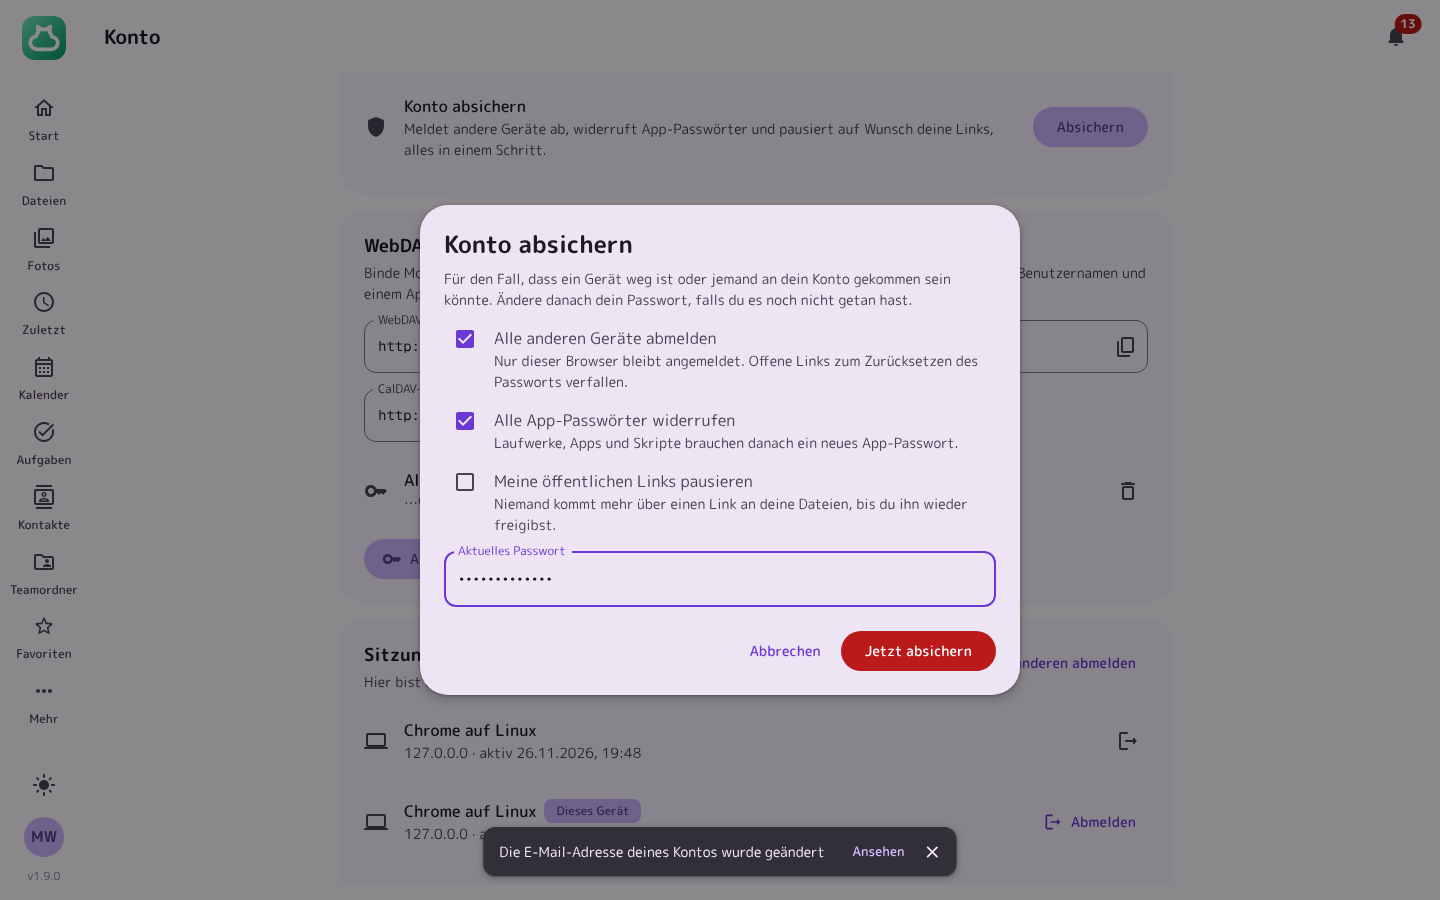 Konto
13
Start
Dateien
Fotos
Zuletzt
Kalender
Aufgaben
Kontakte
Teamordner
Favoriten
Mehr
MW
v1.9.0
Konto absichern
Meldet andere Geräte ab, widerruft App-Passwörter und pausiert auf Wunsch deine Links,
alles in einem Schritt.
Absichern
Benutzernamen und
Konto absichern
Für den Fall, dass ein Gerät weg ist oder jemand an dein Konto gekommen sein
könnte. Ändere danach dein Passwort, falls du es noch nicht getan hast.
Alle anderen Geräte abmelden
Nur dieser Browser bleibt angemeldet. Offene Links zum Zurücksetzen des
Passworts verfallen.
Alle App-Passwörter widerrufen
Laufwerke, Apps und Skripte brauchen danach ein neues App-Passwort.
Meine öffentlichen Links pausieren
Niemand kommt mehr über einen Link an deine Dateien, bis du ihn wieder
freigibst.
Aktuelles Passwort
•••••••••••••
Abbrechen
Jetzt absichern
Hier bist
anderen abmelden
Chrome auf Linux
127.0.0.0 · aktiv 26.11.2026, 19:48
Chrome auf Linux
Dieses Gerät
127.0.0.0
Abmelden
Die E-Mail-Adresse deines Kontos wurde geändert
Ansehen